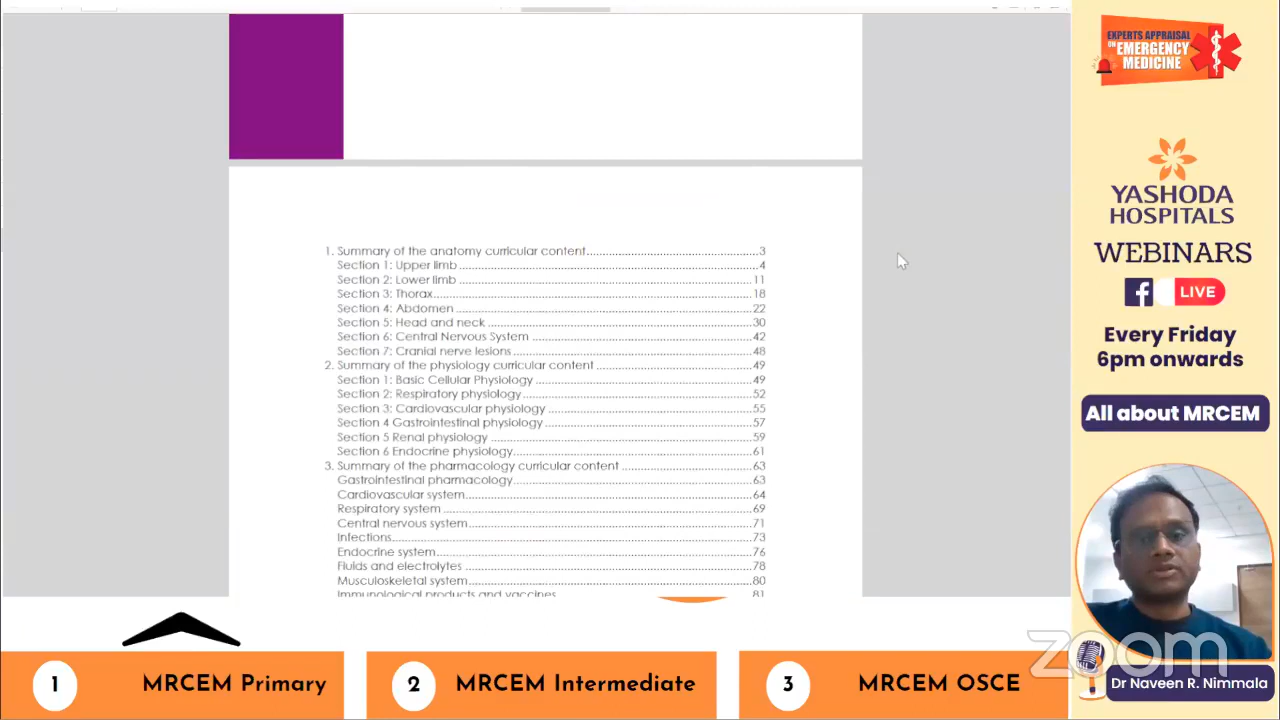 1. Summary of the anatomy curricular content 3
Section 1: Upper limb 4
Section 2: Lower limb 11
Section 3: Thorax 18
Section 4: Abdomen 22
Section 5: Head and neck 30
Section 6: Central Nervous System 42
Section 7: Cranial nerve lesions 48
2. Summary of the physiology curricular content 49
Section 1: Basic Cellular Physiology 49
Section 2: Respiratory physiology 52
Section 3: Cardiovascular physiology 55
Section 4 Gastrointestinal physiology 57
Section 5 Renal physiology 59
Section 6 Endocrine physiology 61
3. Summary of the pharmacology curricular content 63
Gastrointestinal pharmacology 63
Cardiovascular system 64
Respiratory system 69
Central nervous system 71
Infections 73
Endocrine system 76
Fluids and electrolytes 78
Musculoskeletal system 80
Immunological products and vaccines 81
1 MRCEM Primary
2 MRCEM Intermediate
3 MRCEM OSCE
EXPERTS APPRAISAL
ON EMERGENCY
MEDICINE
YASHODA
HOSPITALS
WEBINARS
LIVE
Every Friday
6pm onwards
All about MRCEM
zoom
Dr Naveen R. Nimmala